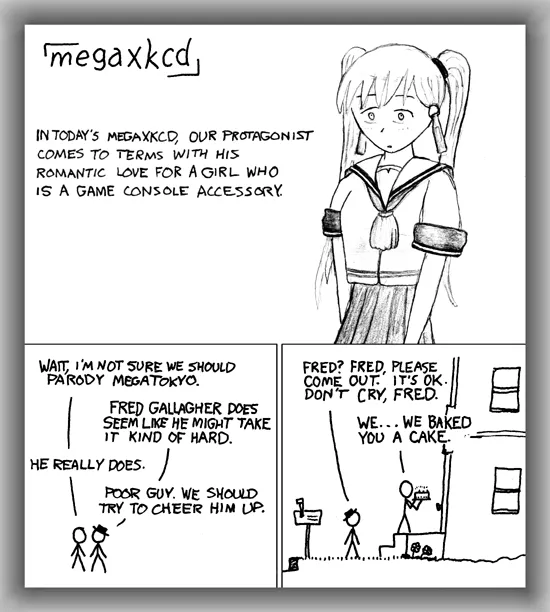 megaxkcd
IN TODAY'S MEGAXKCD, OUR PROTAGONIST
COMES TO TERMS WITH HIS
ROMANTIC LOVE FOR A GIRL WHO
IS A GAME CONSOLE ACCESSORY.
WAIT, I'M NOT SURE WE SHOULD
PARODY MEGATOKYO.
FRED GALLAGHER DOES
SEEM LIKE HE MIGHT TAKE
IT KIND OF HARD.
HE REALLY DOES.
POOR GUY. WE SHOULD
TRY TO CHEER HIM UP.
FRED? FRED, PLEASE
COME OUT. IT'S OK.
DON'T CRY, FRED.
WE... WE BAKED
YOU A CAKE.